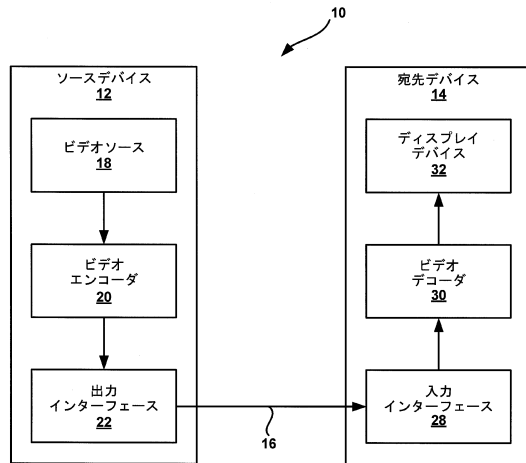 10
ソースデバイス
12
ビデオソース
18
ビデオ
エンコーダ
20
出力
インターフェース
22
16
宛先デバイス
14
ディスプレイ
デバイス
32
ビデオ
デコーダ
30
入力
インターフェース
28